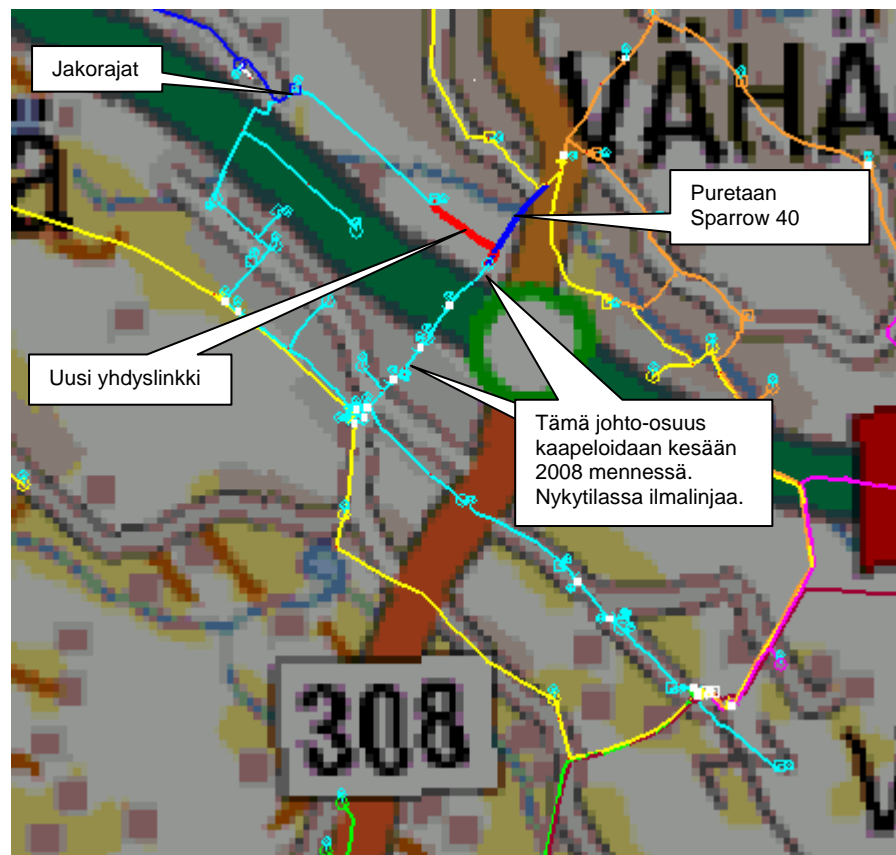 Jakorajat
VÄHÄ
a
Puretaan
Sparrow 40
Uusi yhdyslinkki
Tämä johto-osuus
kaapeloidaan kesään
2008 mennessä.
Nykytilassa ilmalinjaa.
308
V